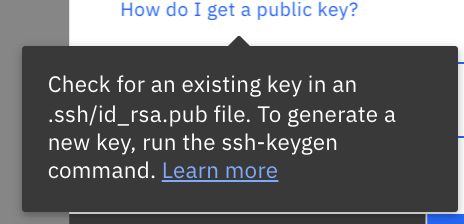 How do I get a public key?
Check for an existing key in an
.ssh/id_rsa.pub file. To generate a
new key, run the ssh-keygen
command. Learn more